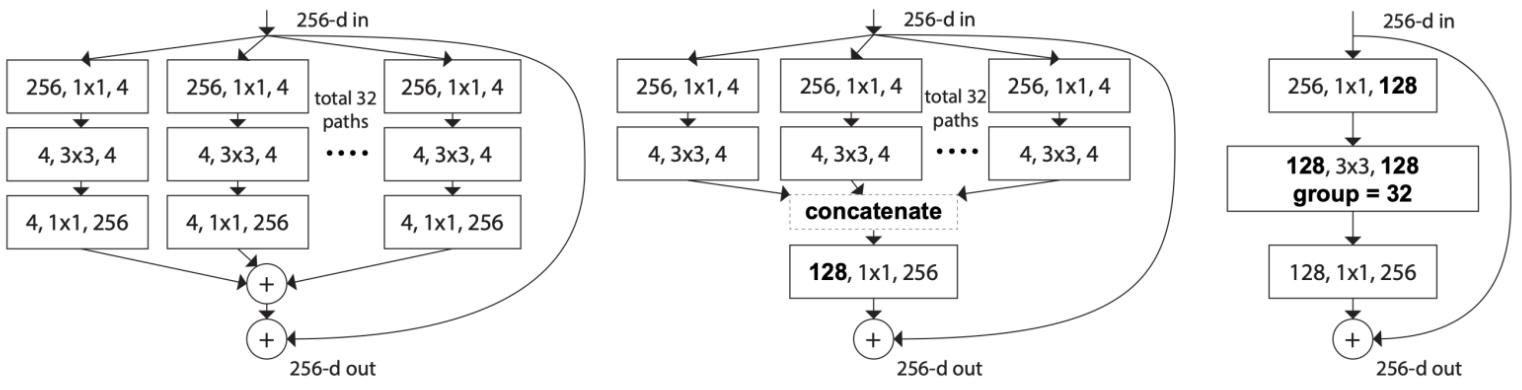 256-d in
256, 1x1, 4
256, 1x1, 4
total 32
paths
256, 1x1, 4
4, 3x3, 4
4, 3x3, 4
....
4, 3x3, 4
4, 1x1, 256
4, 1x1, 256
4, 1x1, 256
+
+
256-d out
256-d in
256, 1x1, 4
256, 1x1, 4
total 32
paths
256, 1x1, 4
4, 3x3, 4
4, 3x3, 4
....
4, 3x3, 4
concatenate
128, 1x1, 256
+
256-d out
256-d in
256, 1x1, 128
128, 3x3, 128
group = 32
128, 1x1, 256
+
256-d out